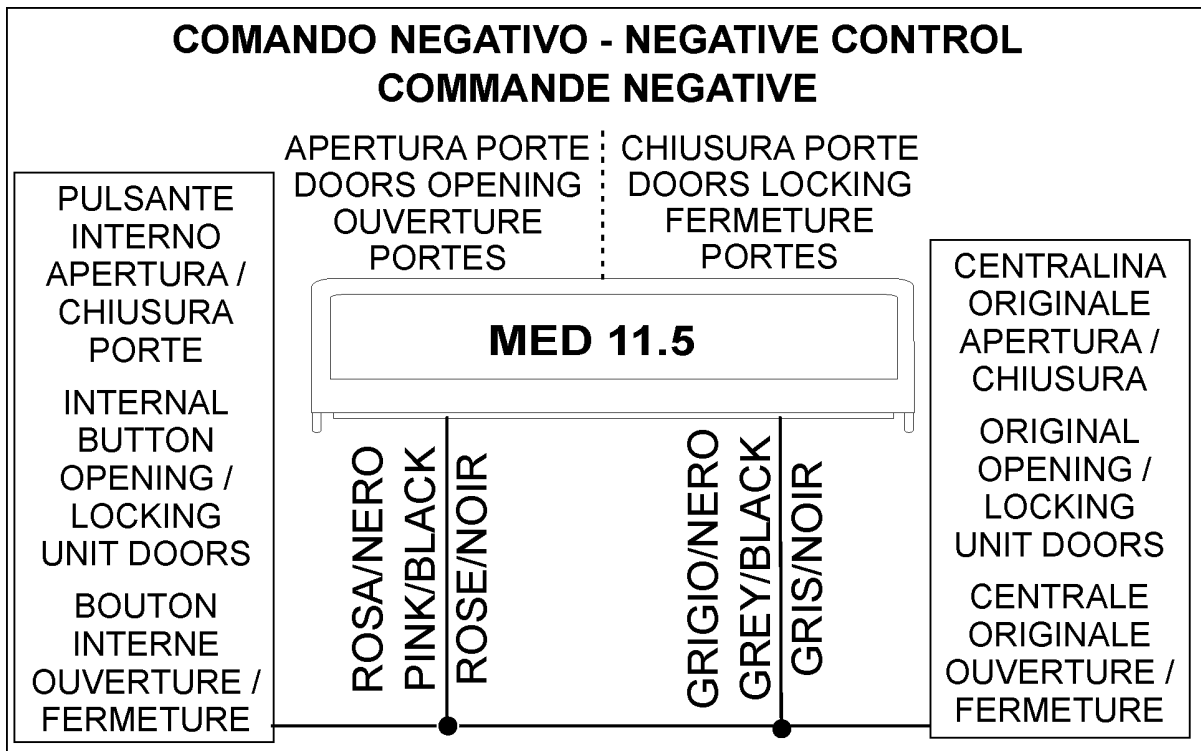 COMANDO NEGATIVO - NEGATIVE CONTROL
COMMANDE NEGATIVE
PULSANTE
INTERNO
APERTURA /
CHIUSURA
PORTE
INTERNAL
BUTTON
OPENING /
LOCKING
UNIT DOORS
BOUTON
INTERNE
OUVERTURE /
FERMETURE
APERTURA PORTE
DOORS OPENING
OUVERTURE
PORTES
CHIUSURA PORTE
DOORS LOCKING
FERMETURE
PORTES
MED 11.5
ROSA/NERO
PINK/BLACK
ROSE/NOIR
GRIGIO/NERO
GREY/BLACK
GRIS/NOIR
CENTRALINA
ORIGINALE
APERTURA /
CHIUSURA
ORIGINAL
OPENING /
LOCKING
UNIT DOORS
CENTRALE
ORIGINALE
OUVERTURE /
FERMETURE